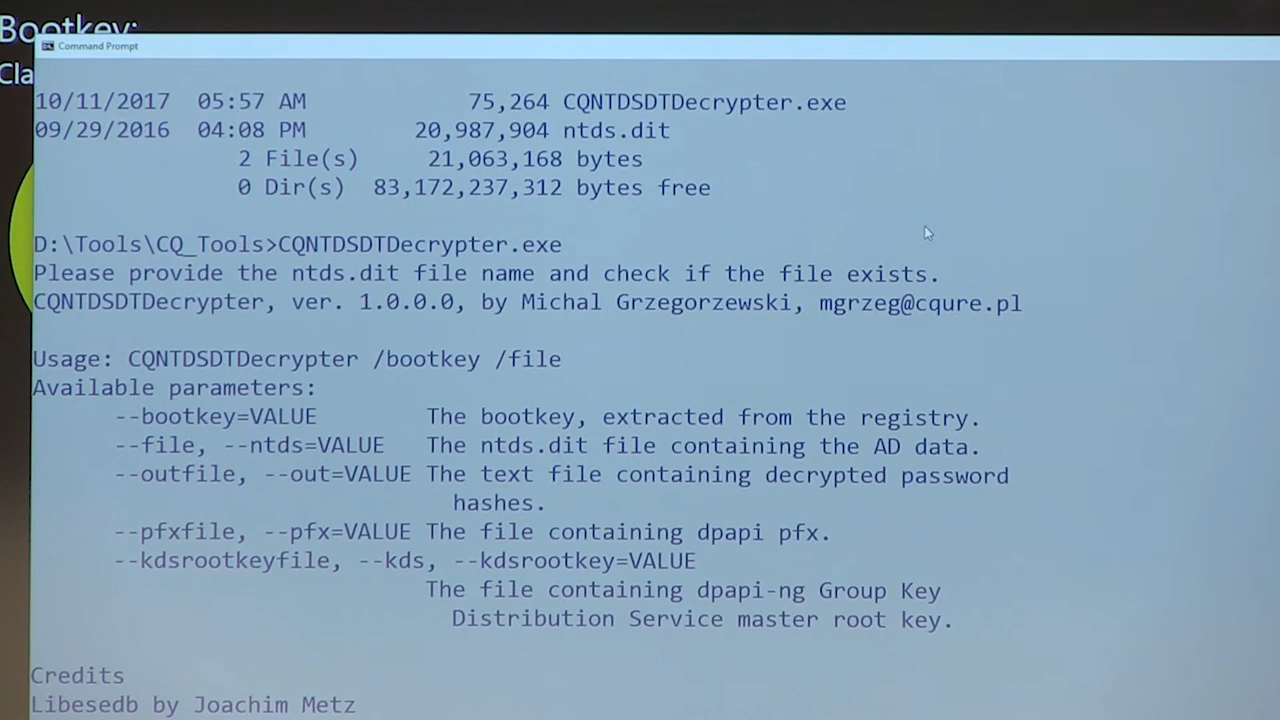 Bootkey:
Cla
Command Prompt
10/11/2017 05:57 AM 75,264 CQNTDSDTDecrypter.exe
09/29/2016 04:08 PM 20,987,904 ntds.dit
2 File(s) 21,063,168 bytes
0 Dir(s) 83,172,237,312 bytes free
D:\Tools\CQ_Tools>CQNTDSDTDecrypter.exe
Please provide the ntds.dit file name and check if the file exists.
CQNTDSDTDecrypter, ver. 1.0.0.0, by Michal Grzegorzewski, mgrzeg@cqure.pl
Usage: CQNTDSDTDecrypter /bootkey /file
Available parameters:
--bootkey=VALUE The bootkey, extracted from the registry.
--file, --ntds=VALUE The ntds.dit file containing the AD data.
--outfile, --out=VALUE The text file containing decrypted password
hashes.
--pfxfile, --pfx=VALUE The file containing dpapi pfx.
--kdsrootkeyfile, --kds, --kdsrootkey=VALUE
The file containing dpapi-ng Group Key
Distribution Service master root key.
Credits
Libesedb by Joachim Metz